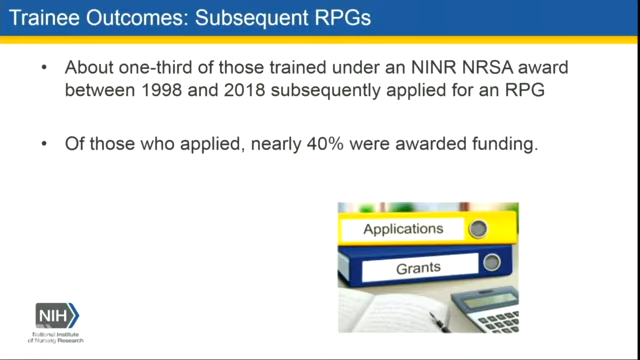 Trainee Outcomes: Subsequent RPGs
• About one-third of those trained under an NINR NRSA award
between 1998 and 2018 subsequently applied for an RPG
• Of those who applied, nearly 40% were awarded funding.
Applications
Grants
NIH
National Institute
of Nursing Research